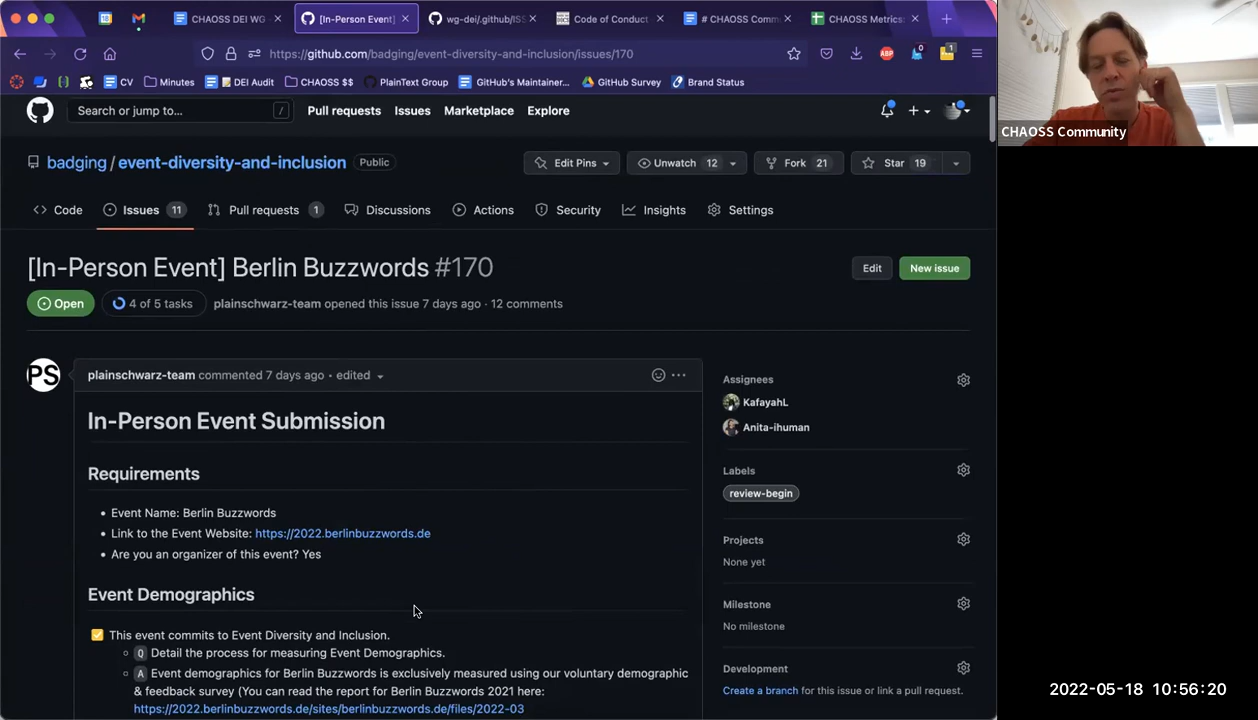 CHAOSS DEI WG
[In-Person Event]
wg-dei/.github/ISS
Code of Conduct
# CHAOSS Comm
CHAOSS Metrics:
https://github.com/badging/event-diversity-and-inclusion/issues/170
ABP
0
1
CV
Minutes
DEI Audit
CHAOSS $$
PlainText Group
GitHub's Maintainer...
GitHub Survey
Brand Status
CHAOSS Community
Search or jump to...
/
Pull requests
Issues
Marketplace
Explore
badging / event-diversity-and-inclusion
Public
Edit Pins
Unwatch 12
Fork 21
Star 19
Code
Issues 11
Pull requests 1
Discussions
Actions
Security
Insights
Settings
[In-Person Event] Berlin Buzzwords #170
Edit
New issue
Open
4 of 5 tasks
plainschwarz-team opened this issue 7 days ago · 12 comments
PS
plainschwarz-team commented 7 days ago • edited
In-Person Event Submission
Requirements
• Event Name: Berlin Buzzwords
• Link to the Event Website: https://2022.berlinbuzzwords.de
• Are you an organizer of this event? Yes
Event Demographics
This event commits to Event Diversity and Inclusion.
Q Detail the process for measuring Event Demographics.
A Event demographics for Berlin Buzzwords is exclusively measured using our voluntary demographic
& feedback survey (You can read the report for Berlin Buzzwords 2021 here:
https://2022.berlinbuzzwords.de/sites/berlinbuzzwords.de/files/2022-03
Assignees
KafayahL
Anita-ihuman
Labels
review-begin
Projects
None yet
Milestone
No milestone
Development
Create a branch for this issue or link a pull request.
2022-05-18 10:56:20